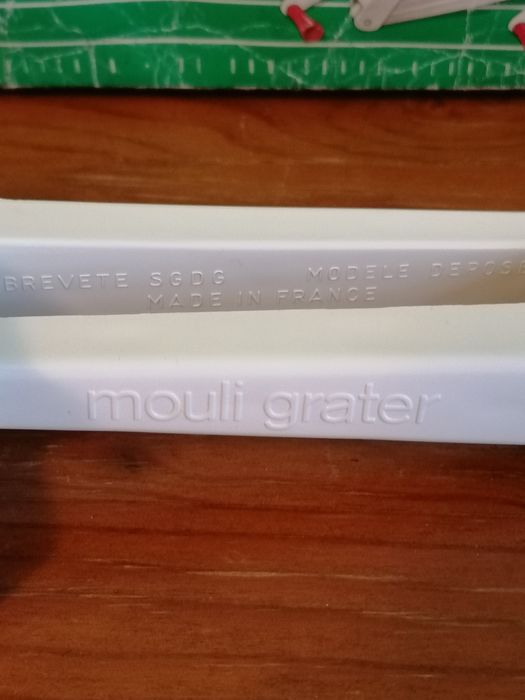 BREVETE SGDG MODELE DEPOSE
MADE IN FRANCE
mouli grater